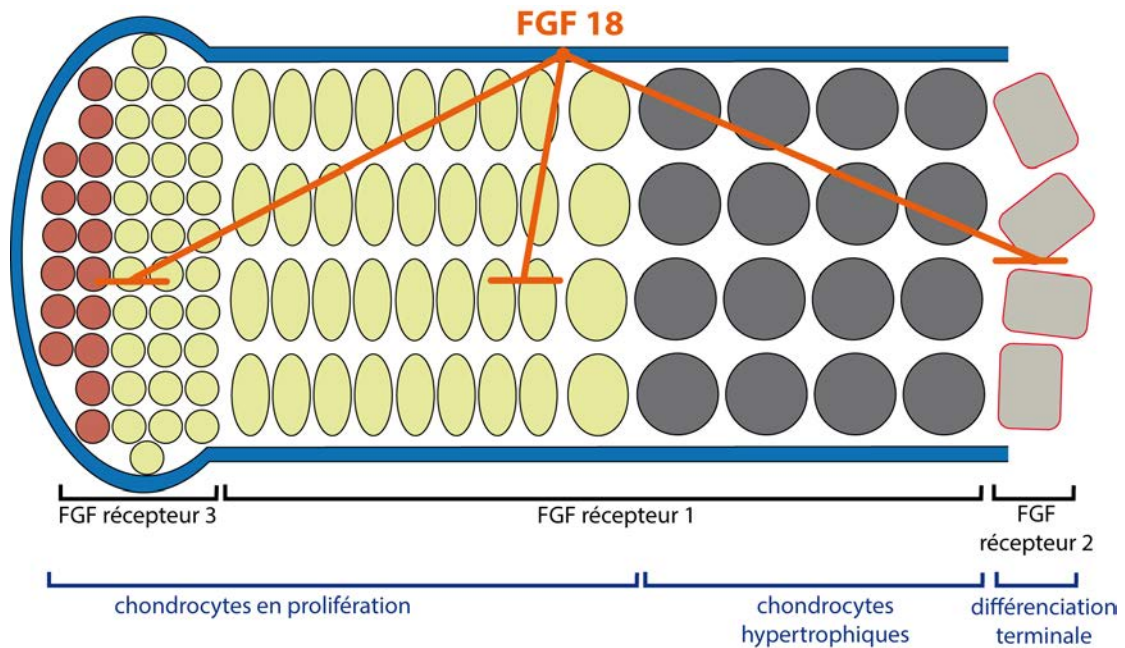 FGF 18
FGF récepteur 3
FGF récepteur 1
FGF
récepteur 2
chondrocytes en prolifération
chondrocytes
hypertrophiques
différenciation
terminale